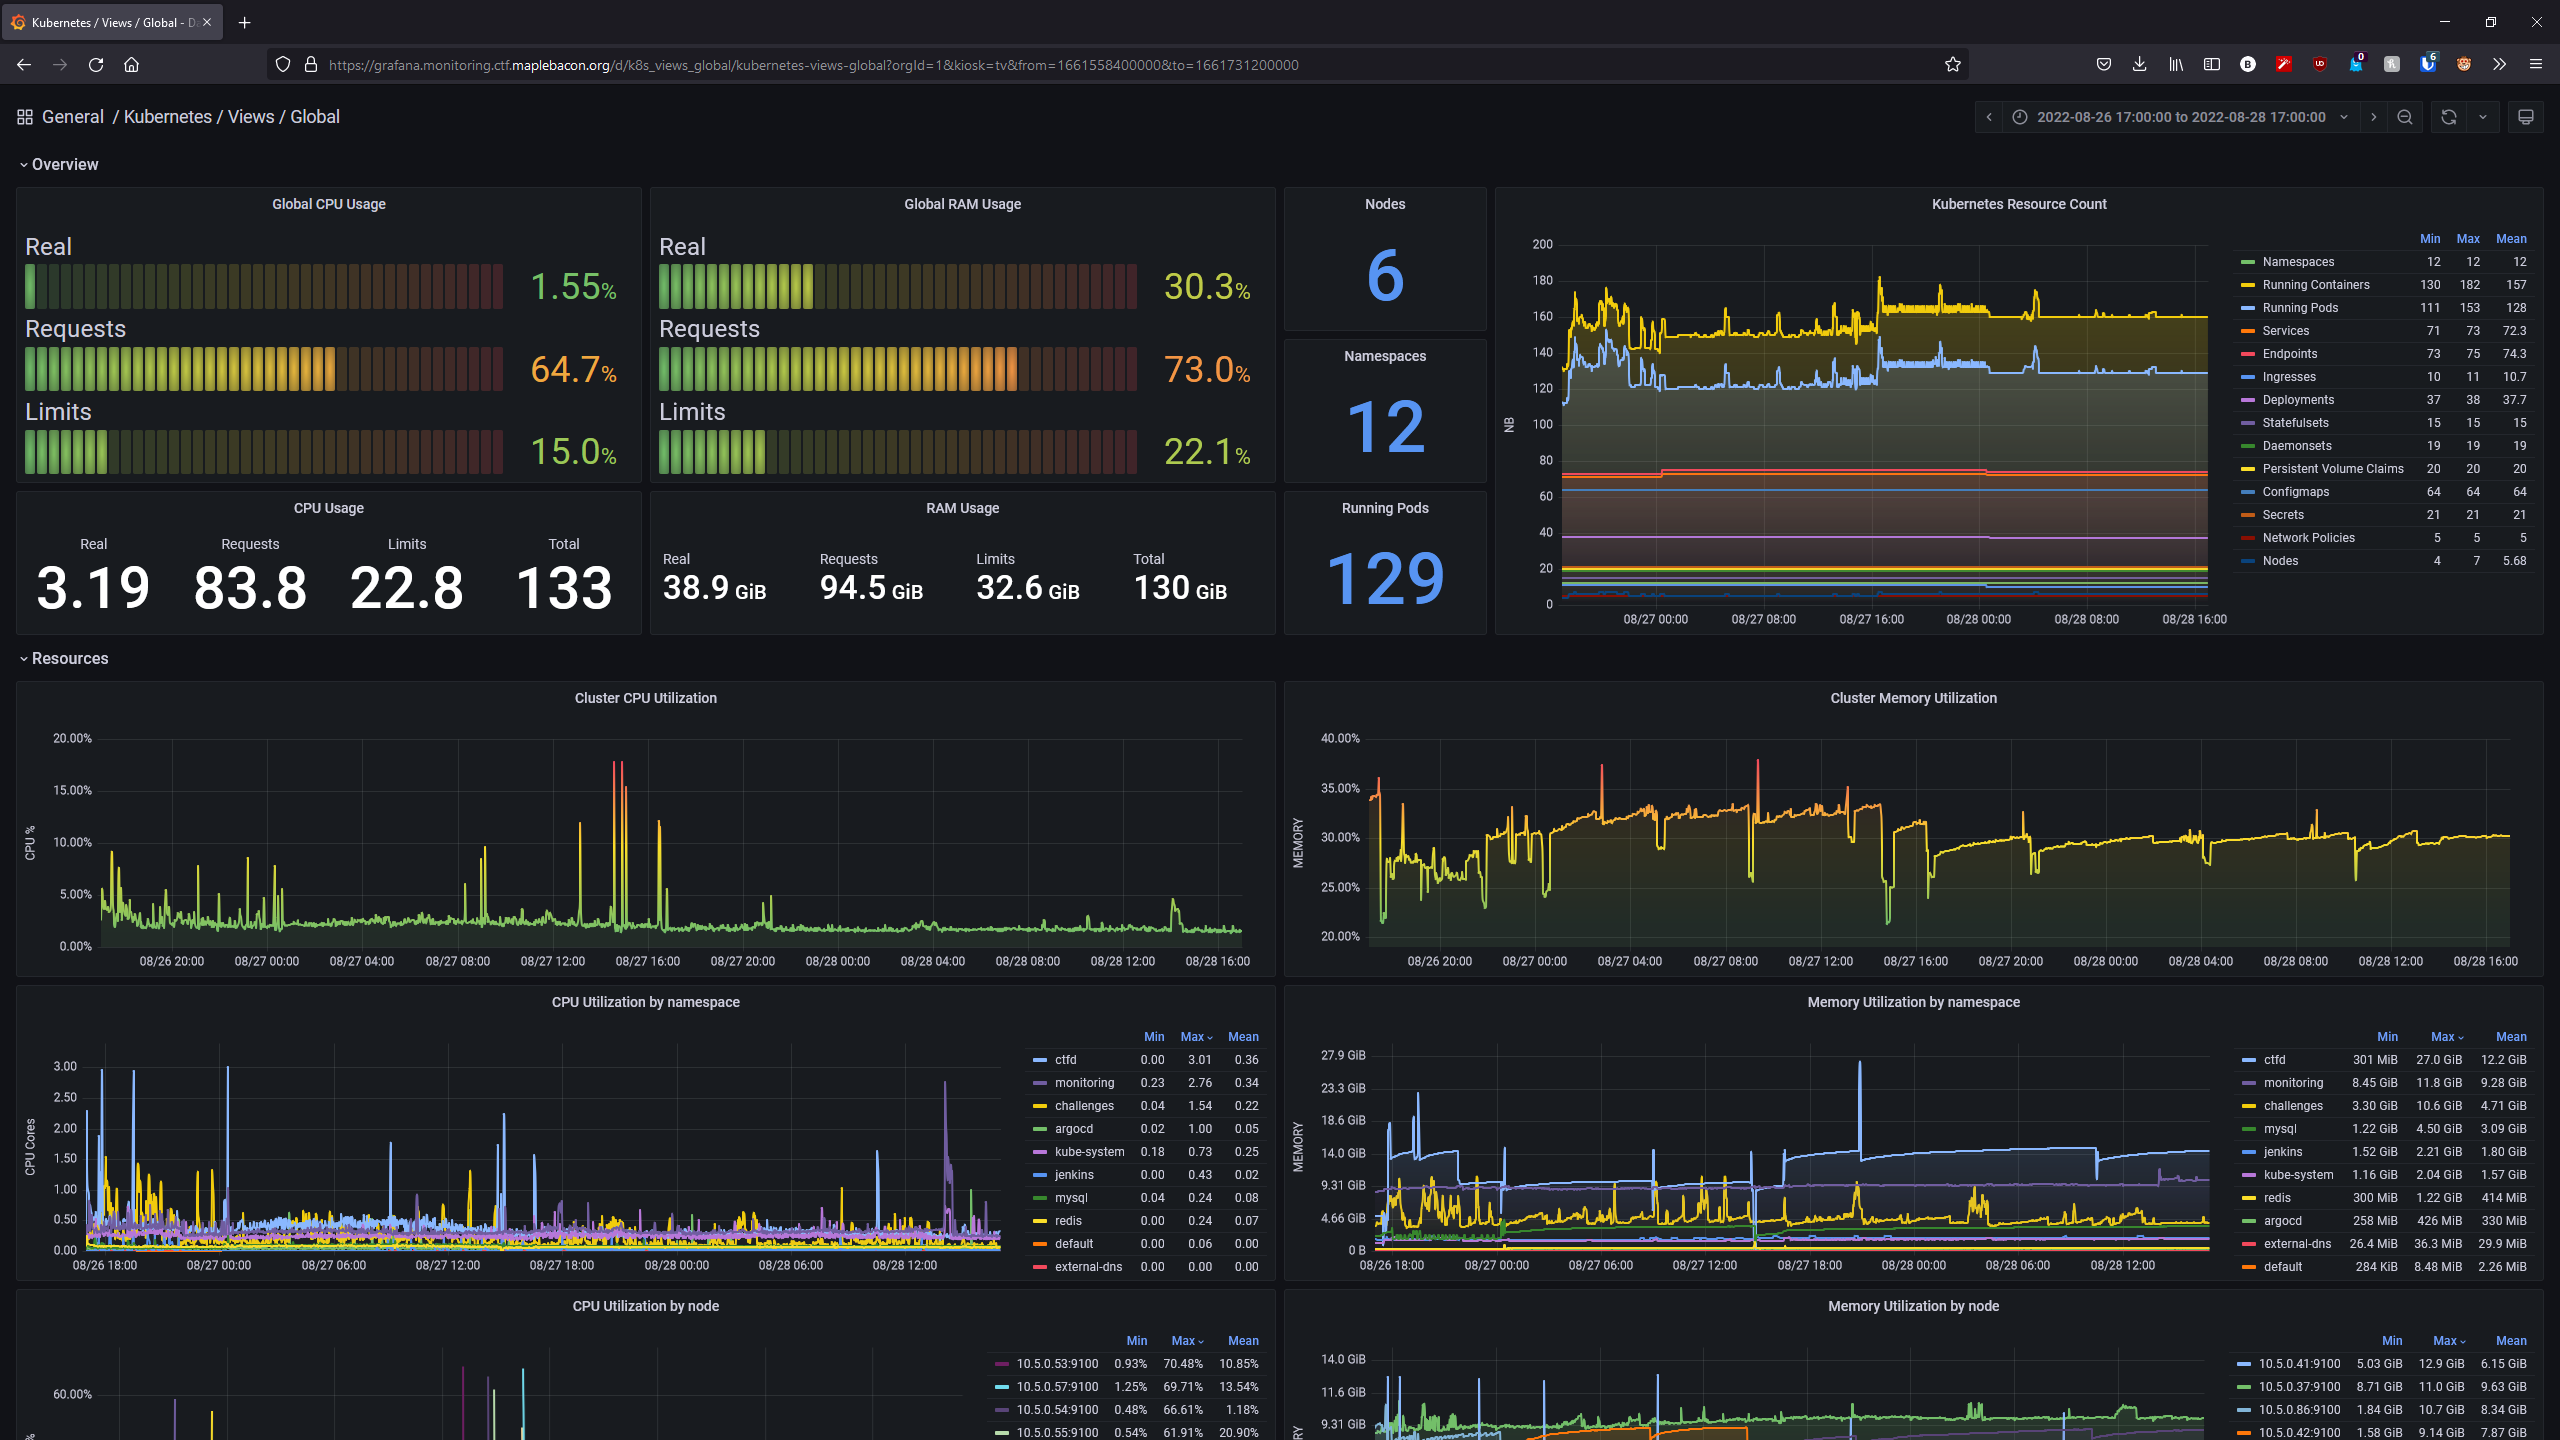 Kubernetes / Views / Global - D
https://grafana.monitoring.ctf.maplebacon.org/d/k8s_views_global/kubernetes-views-global?orgId=1&kiosk=tv&from=1661558400000&to=1661731200000
General / Kubernetes / Views / Global
2022-08-26 17:00:00 to 2022-08-28 17:00:00
Overview
Global CPU Usage
Real
1.55%
Requests
64.7%
Limits
15.0%
Global RAM Usage
Real
30.3%
Requests
73.0%
Limits
22.1%
Nodes
6
Namespaces
12
Running Pods
129
CPU Usage
Real Requests Limits Total
3.19 83.8 22.8 133
RAM Usage
Real Requests Limits Total
38.9 GiB 94.5 GiB 32.6 GiB 130 GiB
Kubernetes Resource Count
NB
200
180
160
140
120
100
80
60
40
20
0
08/27 00:00 08/27 08:00 08/27 16:00 08/28 00:00 08/28 08:00 08/28 16:00
Min Max Mean
Namespaces 12 12 12
Running Containers 130 182 157
Running Pods 111 153 128
Services 71 73 72.3
Endpoints 73 75 74.3
Ingresses 10 11 10.7
Deployments 37 38 37.7
Statefulsets 15 15 15
Daemonsets 19 19 19
Persistent Volume Claims 20 20 20
Configmaps 64 64 64
Secrets 21 21 21
Network Policies 5 5 5
Nodes 4 7 5.68
Resources
Cluster CPU Utilization
CPU %
20.00%
15.00%
10.00%
5.00%
0.00%
08/26 20:00 08/27 00:00 08/27 04:00 08/27 08:00 08/27 12:00 08/27 16:00 08/27 20:00 08/28 00:00 08/28 04:00 08/28 08:00 08/28 12:00 08/28 16:00
Cluster Memory Utilization
MEMORY
40.00%
35.00%
30.00%
25.00%
20.00%
08/26 20:00 08/27 00:00 08/27 04:00 08/27 08:00 08/27 12:00 08/27 16:00 08/27 20:00 08/28 00:00 08/28 04:00 08/28 08:00 08/28 12:00 08/28 16:00
CPU Utilization by namespace
CPU Cores
3.00
2.50
2.00
1.50
1.00
0.50
0.00
08/26 18:00 08/27 00:00 08/27 06:00 08/27 12:00 08/27 18:00 08/28 00:00 08/28 06:00 08/28 12:00
Min Max Mean
ctfd 0.00 3.01 0.36
monitoring 0.23 2.76 0.34
challenges 0.04 1.54 0.22
argocd 0.02 1.00 0.05
kube-system 0.18 0.73 0.25
jenkins 0.00 0.43 0.02
mysql 0.04 0.24 0.08
redis 0.00 0.24 0.07
default 0.00 0.06 0.00
external-dns 0.00 0.00 0.00
Memory Utilization by namespace
MEMORY
27.9 GiB
23.3 GiB
18.6 GiB
14.0 GiB
9.31 GiB
4.66 GiB
0 B
08/26 18:00 08/27 00:00 08/27 06:00 08/27 12:00 08/27 18:00 08/28 00:00 08/28 06:00 08/28 12:00
Min Max Mean
ctfd 301 MiB 27.0 GiB 12.2 GiB
monitoring 8.45 GiB 11.8 GiB 9.28 GiB
challenges 3.30 GiB 10.6 GiB 4.71 GiB
mysql 1.22 GiB 4.50 GiB 3.09 GiB
jenkins 1.52 GiB 2.21 GiB 1.80 GiB
kube-system 1.16 GiB 2.04 GiB 1.57 GiB
redis 300 MiB 1.22 GiB 414 MiB
argocd 258 MiB 426 MiB 330 MiB
external-dns 26.4 MiB 36.3 MiB 29.9 MiB
default 284 KiB 8.48 MiB 2.26 MiB
CPU Utilization by node
60.00%
%
Min Max Mean
10.5.0.53:9100 0.93% 70.48% 10.85%
10.5.0.57:9100 1.25% 69.71% 13.54%
10.5.0.54:9100 0.48% 66.61% 1.18%
10.5.0.55:9100 0.54% 61.91% 20.90%
Memory Utilization by node
RY
14.0 GiB
11.6 GiB
9.31 GiB
Min Max Mean
10.5.0.41:9100 5.03 GiB 12.9 GiB 6.15 GiB
10.5.0.37:9100 8.71 GiB 11.0 GiB 9.63 GiB
10.5.0.86:9100 1.84 GiB 10.7 GiB 8.34 GiB
10.5.0.42:9100 1.58 GiB 9.14 GiB 7.87 GiB